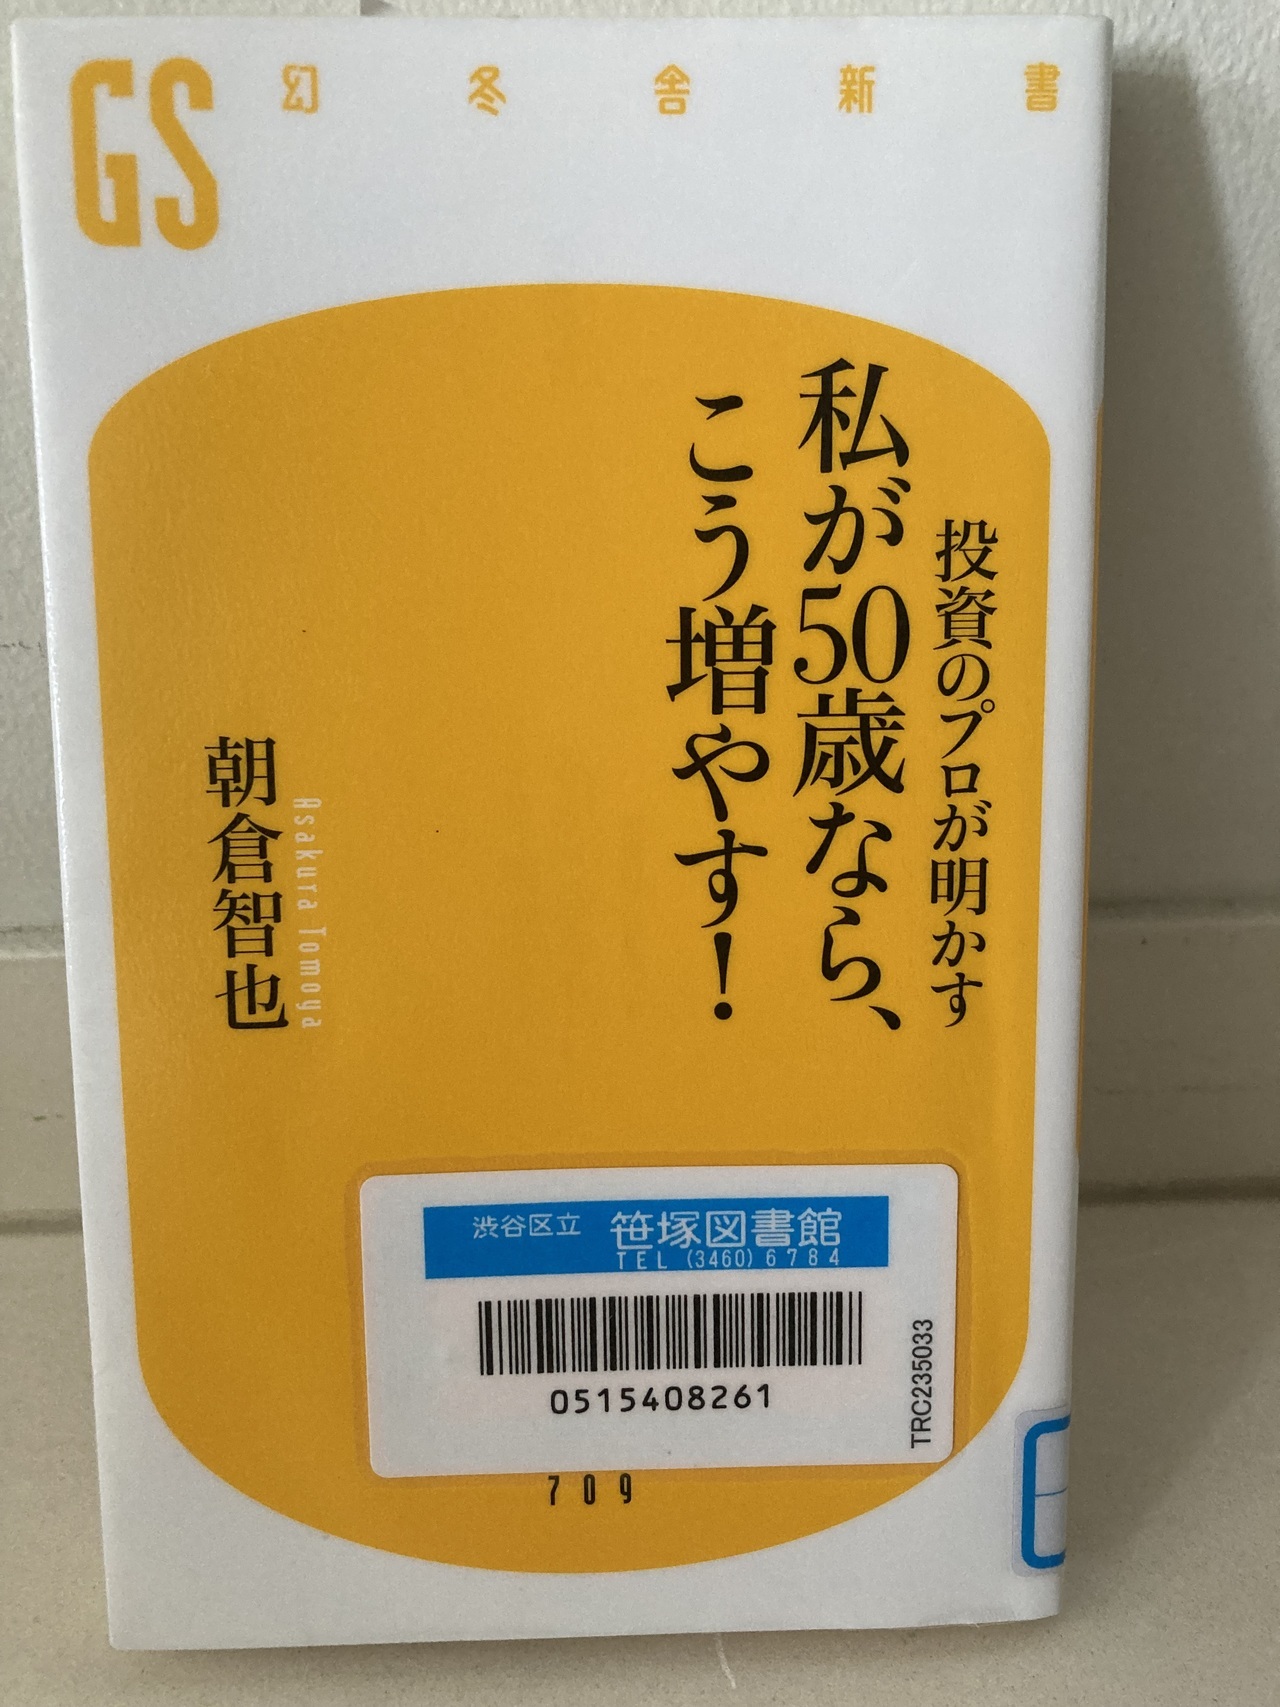 GS 幻冬舎新書
投資のプロが明かす
私が50歳なら、
こう増やす！
Asakura Tomoya
朝倉智也
渋谷区立 笹塚図書館
TEL (3460) 6784
0515408261
TRC235033
709